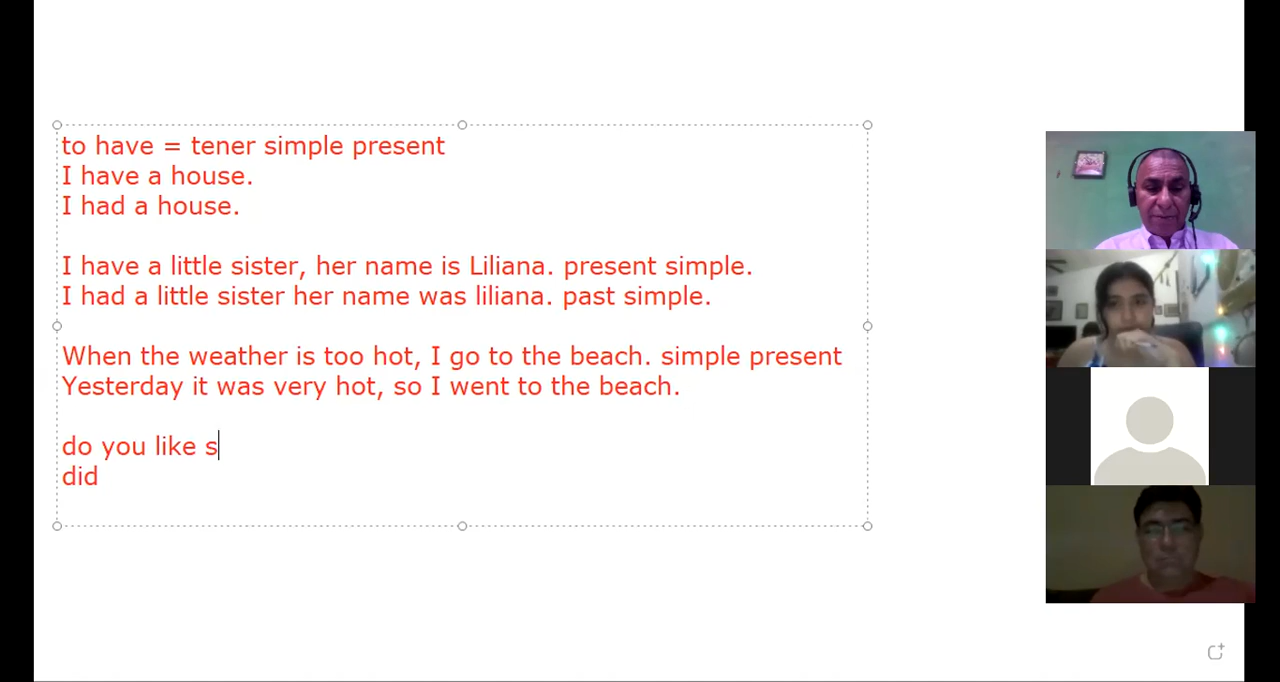 to have = tener simple present
I have a house.
I had a house.
I have a little sister, her name is Liliana. present simple.
I had a little sister her name was liliana. past simple.
When the weather is too hot, I go to the beach. simple present
Yesterday it was very hot, so I went to the beach.
do you like s
did